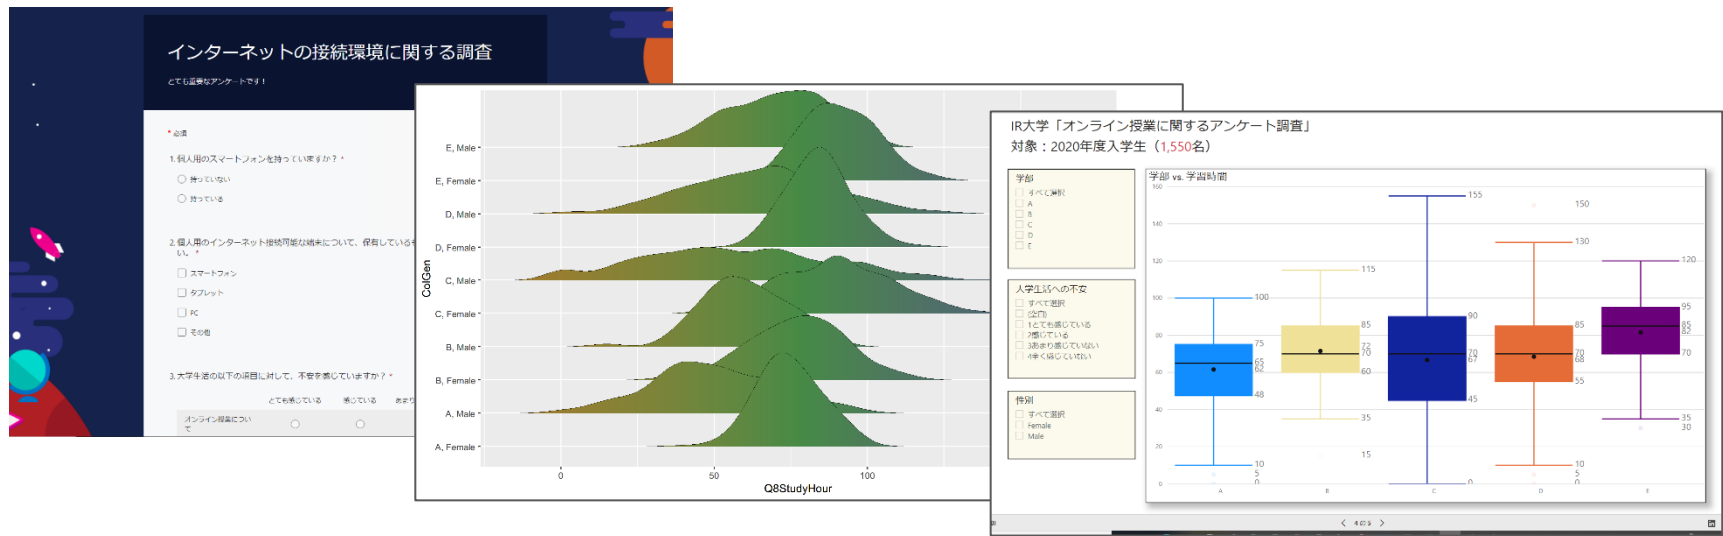 インターネットの接続環境に関する調査
とても重要なアンケートです！
* 必須
1. 個人用のスマートフォンを持っていますか？ *
持っていない
持っている
2. 個人用のインターネット接続可能な端末について、保有している
い。 *
スマートフォン
タブレット
PC
その他
3. 大学生活の以下の項目に対して、不安を感じていますか？ *
とても感じている 感じている あまり
オンライン授業につい
て
ColGen
E, Male
E, Female
D, Male
D, Female
C, Male
C, Female
B, Male
B, Female
A, Male
A, Female
0 50 100
Q8StudyHour
IR大学「オンライン授業に関するアンケート調査」
対象：2020年度入学生（1,550名）
学部
すべて選択
A
B
C
D
E
大学生活への不安
すべて選択
(空白)
1とても感じている
2感じている
3あまり感じていない
4全く感じていない
性別
すべて選択
Female
Male
学部 vs. 学習時間
160
140
120
100
80
60
40
20
0
100
75
65
62
48
10
5
0
115
85
72
70
60
35
15
155
90
70
67
45
0
150
130
85
70
68
55
10
5
0
120
95
85
82
70
35
30
A B C D E